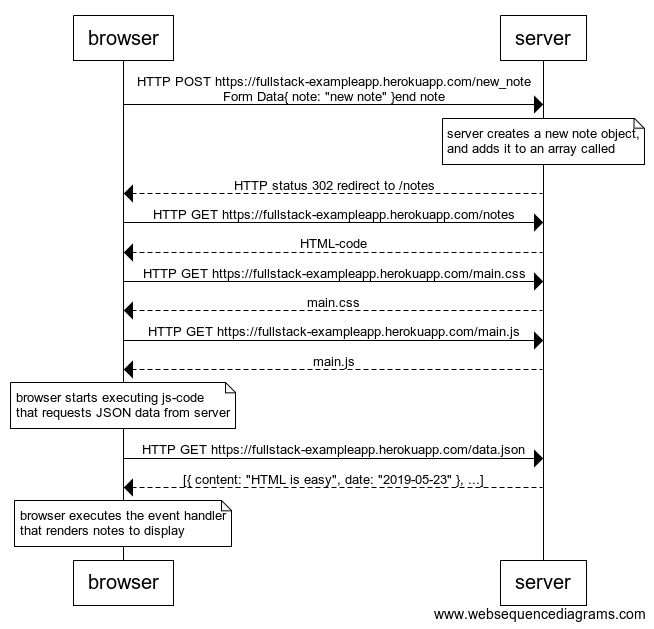 browser
server
HTTP POST https://fullstack-exampleapp.herokuapp.com/new_note
Form Data{ note: "new note" }end note
server creates a new note object,
and adds it to an array called
HTTP status 302 redirect to /notes
HTTP GET https://fullstack-exampleapp.herokuapp.com/notes
HTML-code
HTTP GET https://fullstack-exampleapp.herokuapp.com/main.css
main.css
HTTP GET https://fullstack-exampleapp.herokuapp.com/main.js
main.js
browser starts executing js-code
that requests JSON data from server
HTTP GET https://fullstack-exampleapp.herokuapp.com/data.json
[{ content: "HTML is easy", date: "2019-05-23" }, ...]
browser executes the event handler
that renders notes to display
browser
server
www.websequencediagrams.com